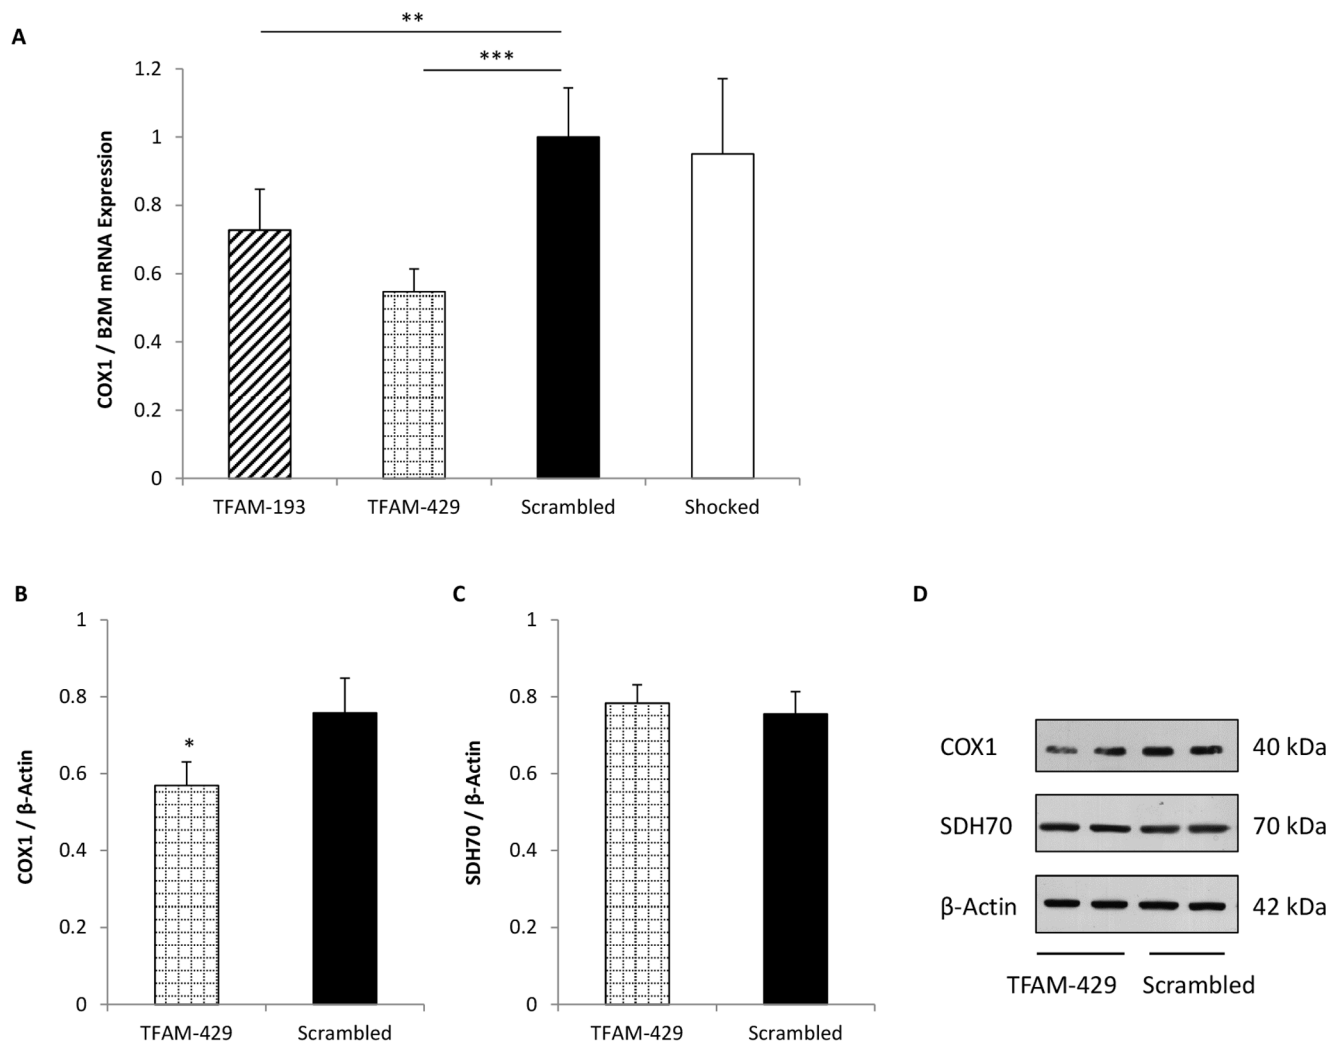 A
**
***
COX1 / B2M mRNA Expression
1.2
1
0.8
0.6
0.4
0.2
0
TFAM-193 TFAM-429 Scrambled Shocked
B
COX1 / β-Actin
1
0.8
0.6
0.4
0.2
0
*
TFAM-429 Scrambled
C
SDH70 / β-Actin
1
0.8
0.6
0.4
0.2
0
TFAM-429 Scrambled
D
COX1 40 kDa
SDH70 70 kDa
β-Actin 42 kDa
TFAM-429 Scrambled